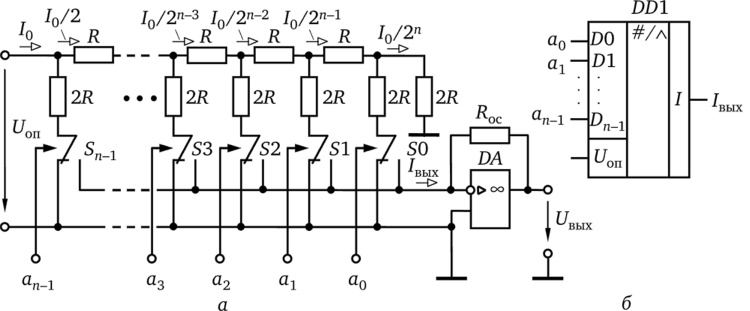 I₀ I₀/2 R I₀/2ⁿ⁻³ R I₀/2ⁿ⁻² R I₀/2ⁿ⁻¹ R I₀/2ⁿ
2R 2R 2R 2R 2R 2R
Uоп
Sₙ₋₁ S3 S2 S1 S0
Iвых
Rос
DA
▷ ∞
Uвых
aₙ₋₁ a₃ a₂ a₁ a₀
а
DD1
#/∧
a₀ D0
a₁ D1
aₙ₋₁ Dₙ₋₁
I Iвых
Uоп
б